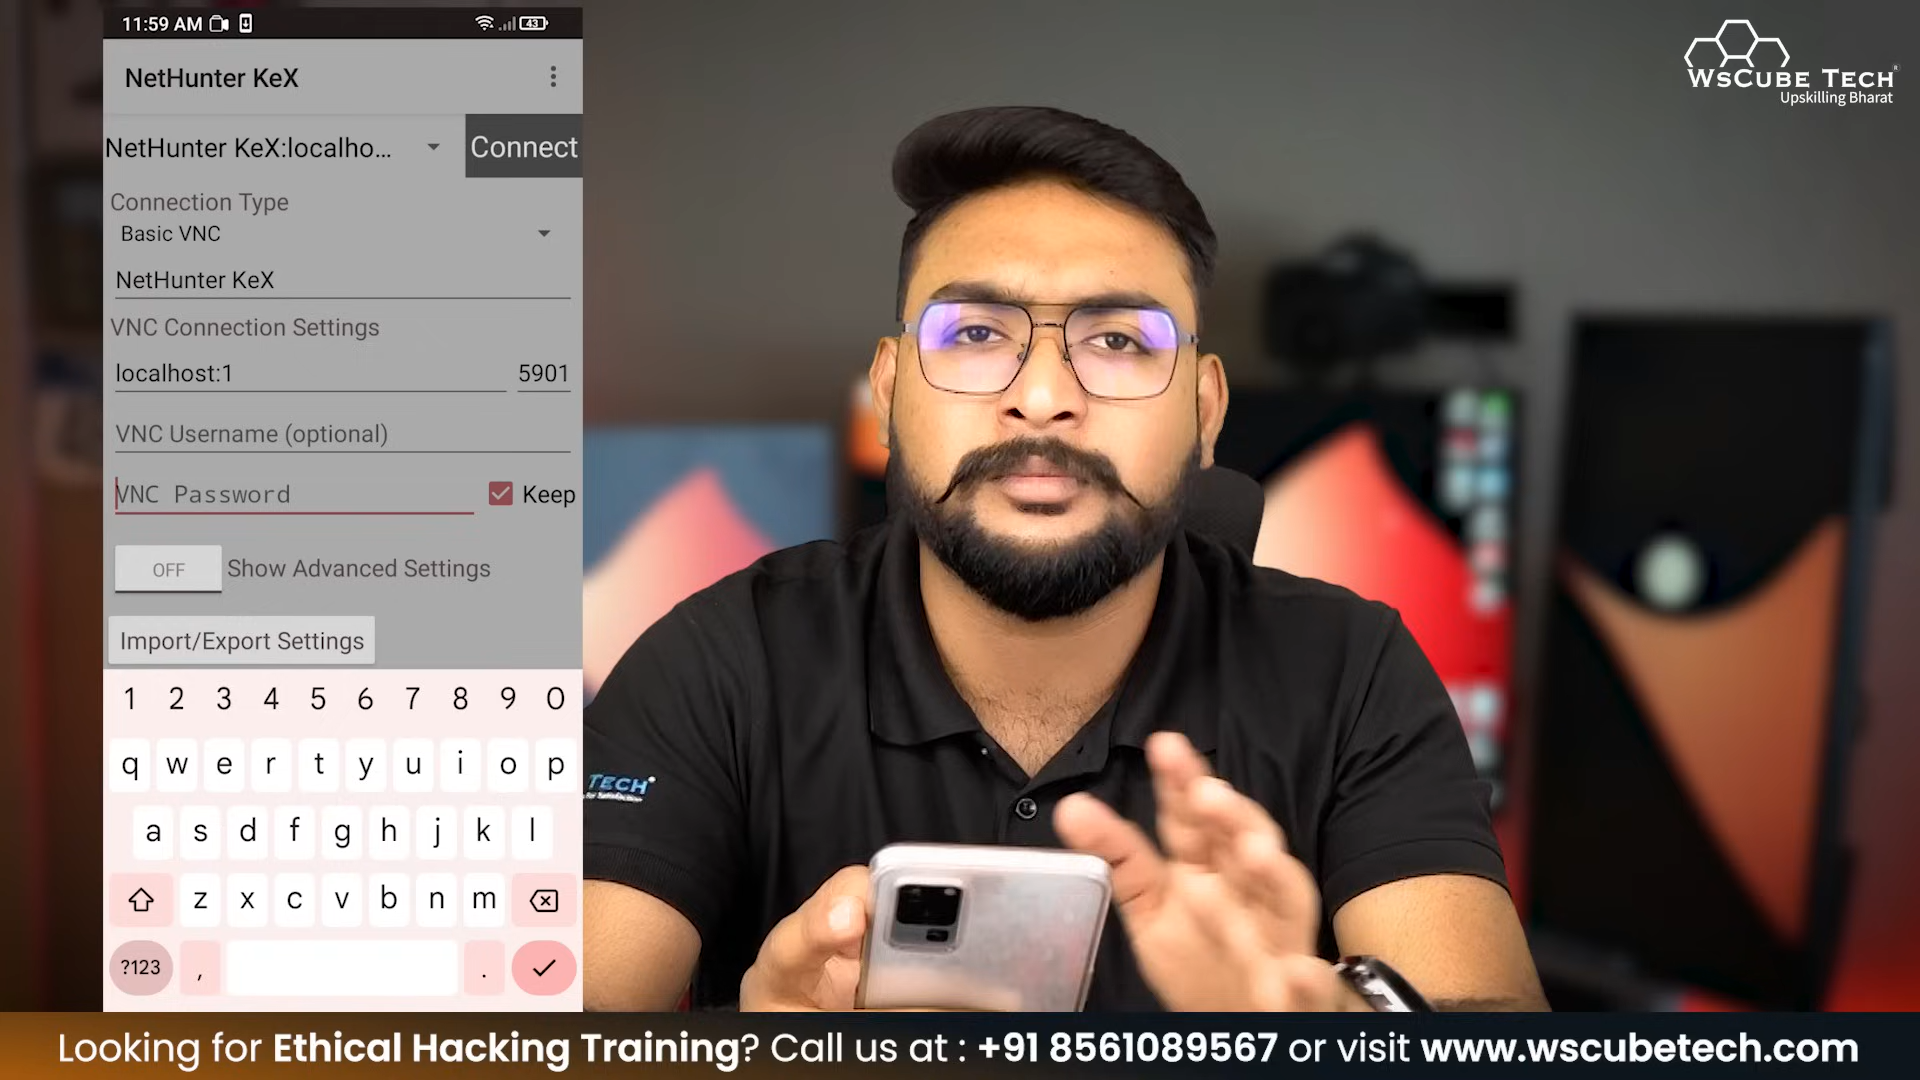 11:59 AM
43
NetHunter KeX
NetHunter KeX:localho...
Connect
Connection Type
Basic VNC
NetHunter KeX
VNC Connection Settings
localhost:1
5901
VNC Username (optional)
VNC Password
Keep
OFF
Show Advanced Settings
Import/Export Settings
1 2 3 4 5 6 7 8 9 0
q w e r t y u i o p
a s d f g h j k l
z x c v b n m
?123 , .
WsCube Tech®
Upskilling Bharat
TECH
Looking for Ethical Hacking Training? Call us at : +91 8561089567 or visit www.wscubetech.com